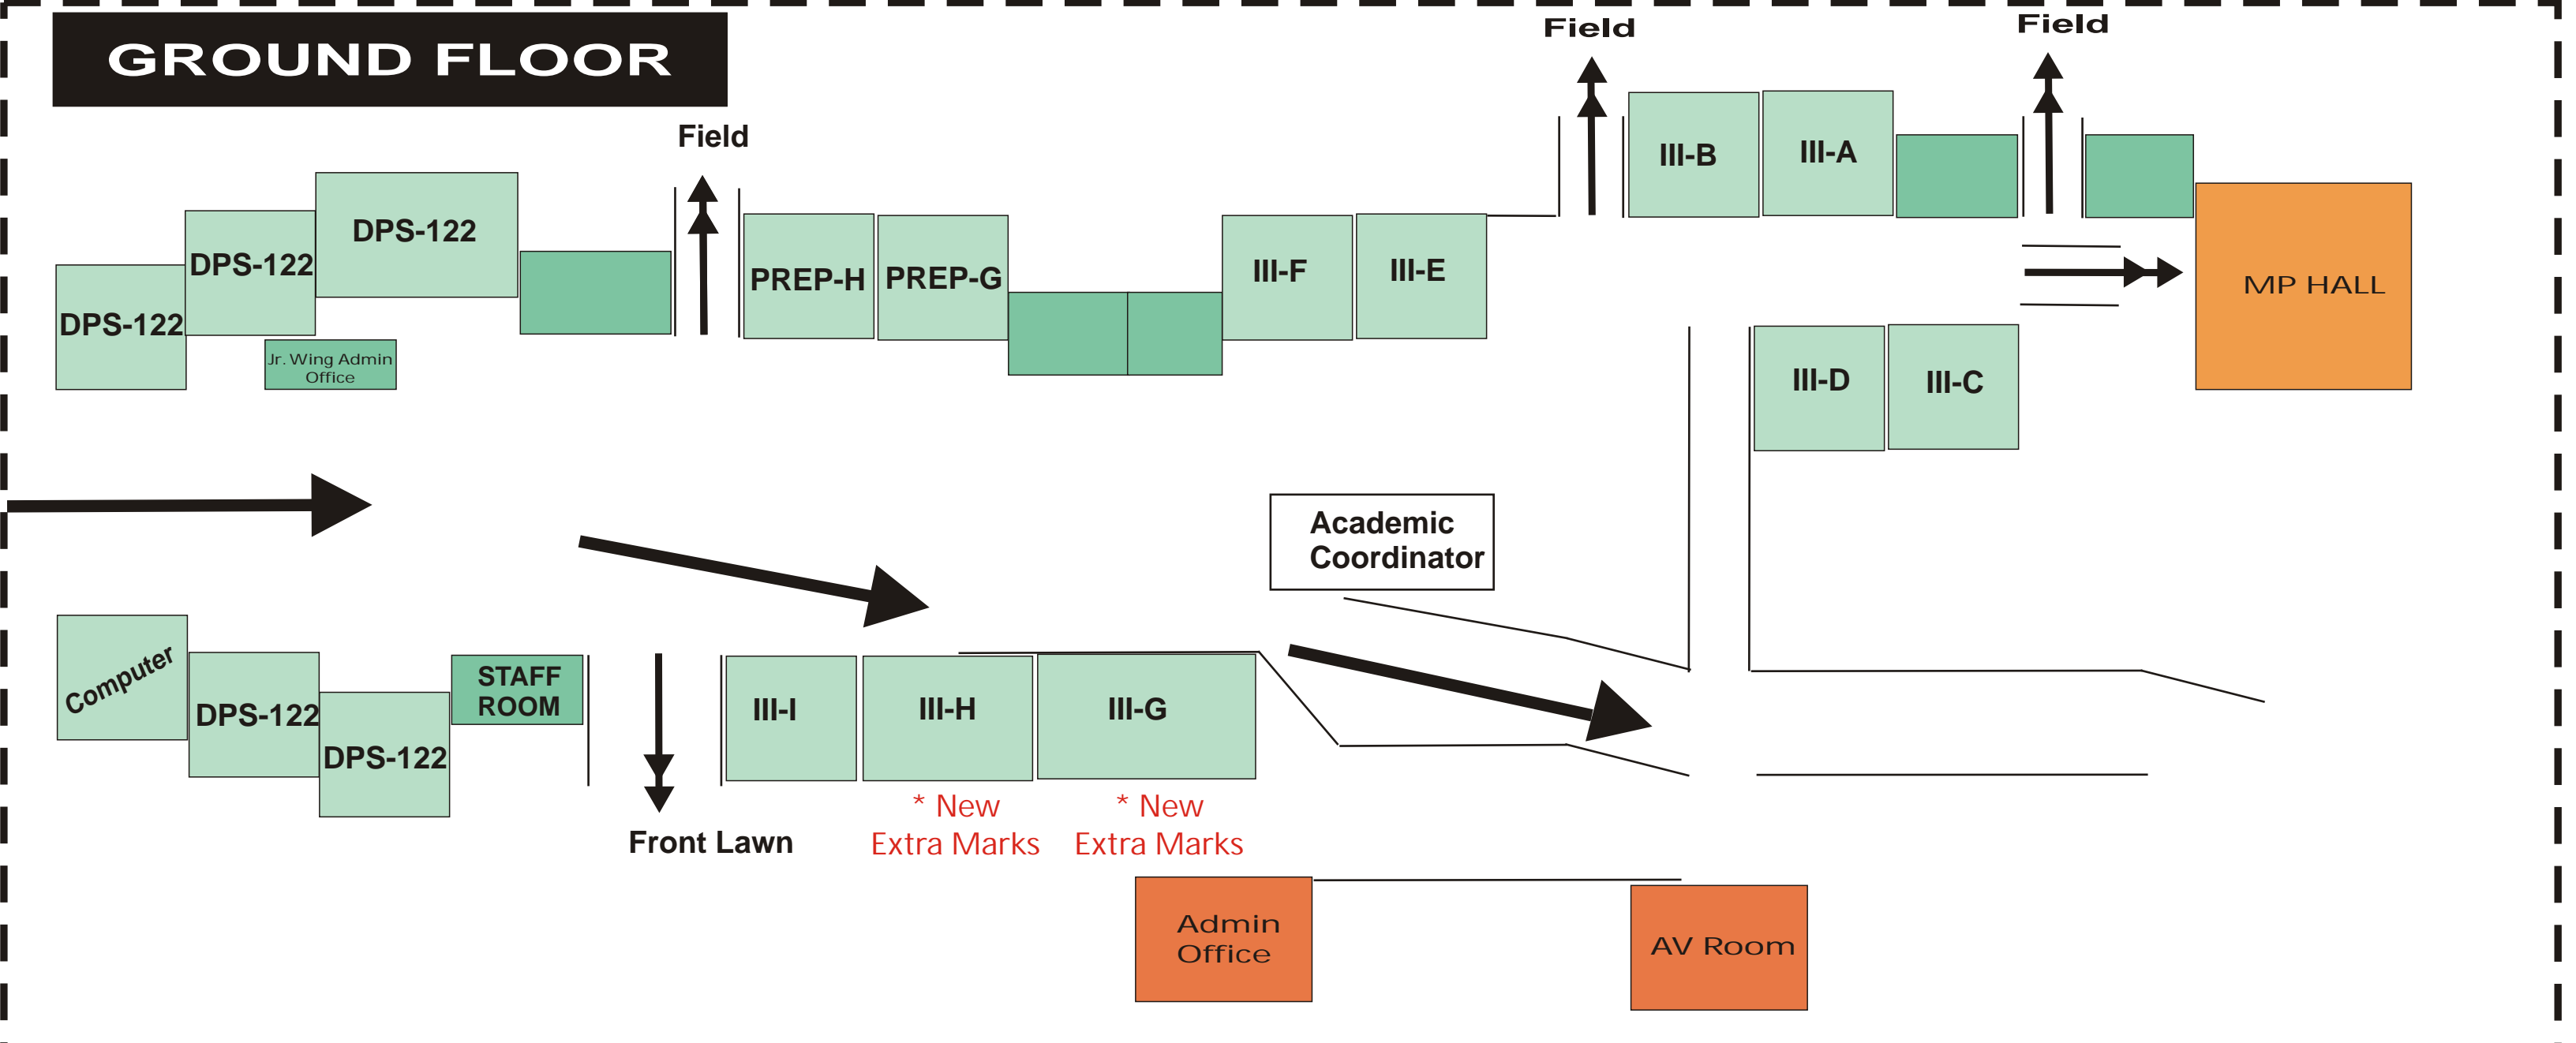 GROUND FLOOR
Field
Field
Field
III-B
III-A
DPS-122
DPS-122
DPS-122
PREP-H
PREP-G
III-F
III-E
MP HALL
Jr. Wing Admin
Office
III-D
III-C
Academic
Coordinator
Computer
DPS-122
DPS-122
STAFF
ROOM
III-I
III-H
III-G
* New
Extra Marks
* New
Extra Marks
Front Lawn
Admin
Office
AV Room